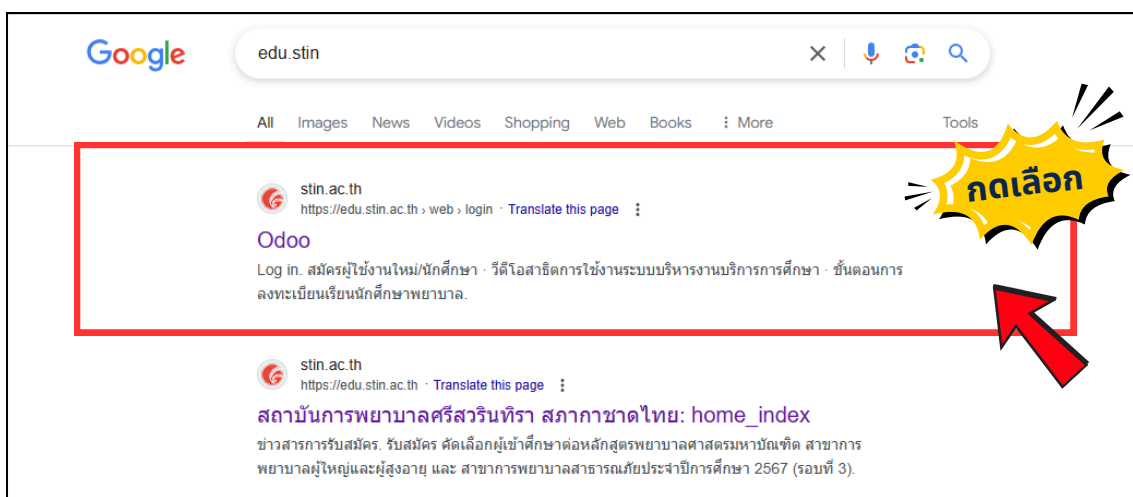 Google
edu.stin
All Images News Videos Shopping Web Books More Tools
กดเลือก
stin.ac.th
https://edu.stin.ac.th › web › login · Translate this page
Odoo
Log in. สมัครผู้ใช้งานใหม่/นักศึกษา · วีดีโอสาธิตการใช้งานระบบบริหารงานบริการการศึกษา · ขั้นตอนการ
ลงทะเบียนเรียนนักศึกษาพยาบาล.
stin.ac.th
https://edu.stin.ac.th · Translate this page
สถาบันการพยาบาลศรีสวรินทิรา สภากาชาดไทย: home_index
ข่าวสารการรับสมัคร. รับสมัคร คัดเลือกผู้เข้าศึกษาต่อหลักสูตรพยาบาลศาสตรมหาบัณฑิต สาขาการ
พยาบาลผู้ใหญ่และผู้สูงอายุ และ สาขาการพยาบาลสาธารณภัยประจำปีการศึกษา 2567 (รอบที่ 3).